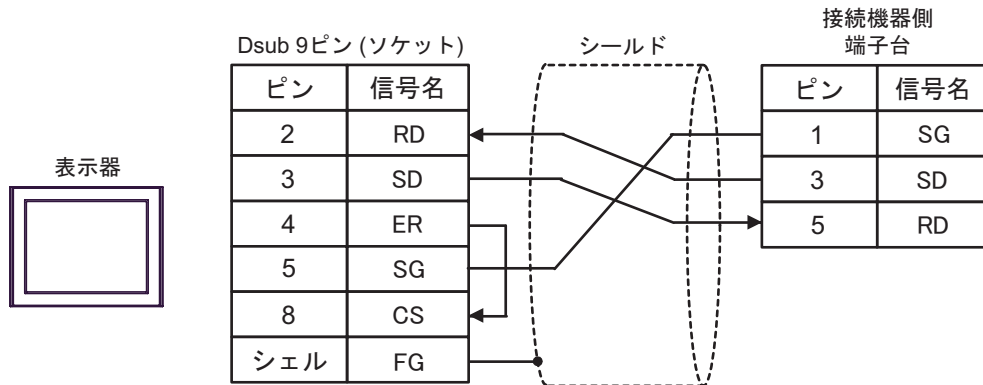 接続機器側
端子台
Dsub 9ピン (ソケット)
シールド
ピン 信号名
2 RD
3 SD
4 ER
5 SG
8 CS
シェル FG
表示器
ピン 信号名
1 SG
3 SD
5 RD